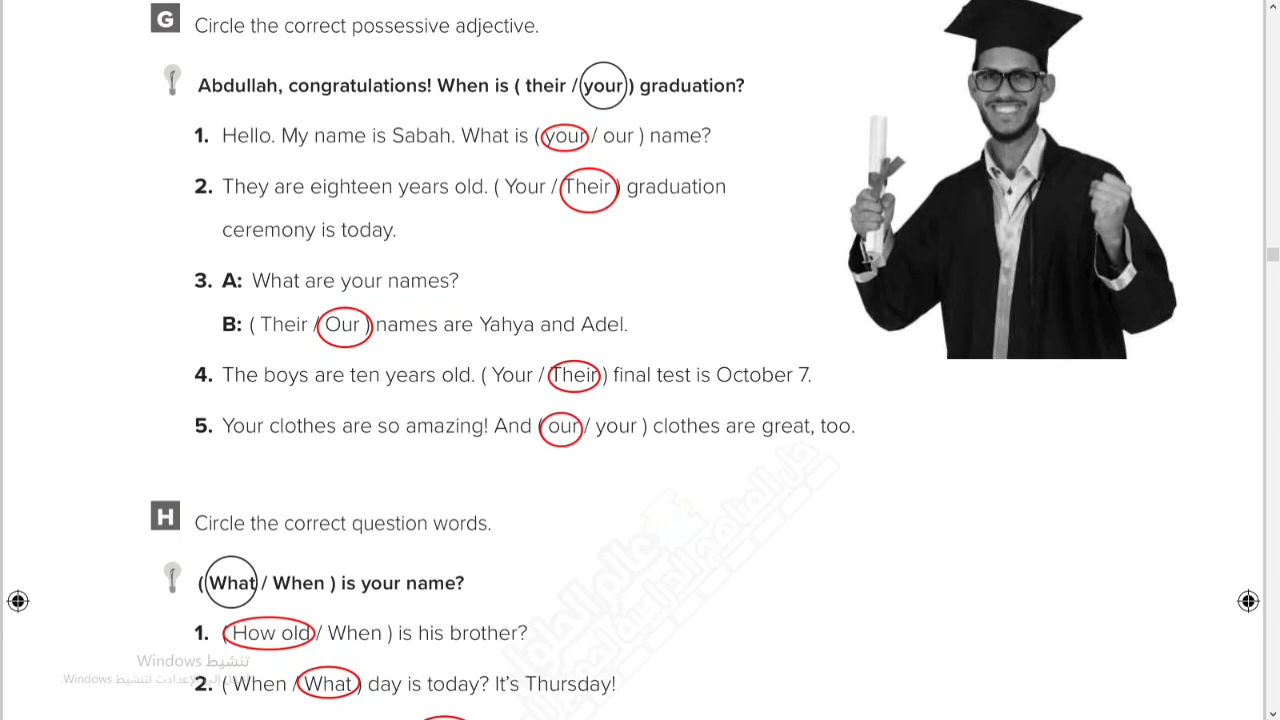 G Circle the correct possessive adjective.
Abdullah, congratulations! When is ( their / your ) graduation?
1. Hello. My name is Sabah. What is ( your / our ) name?
2. They are eighteen years old. ( Your / Their ) graduation
ceremony is today.
3. A: What are your names?
B: ( Their / Our ) names are Yahya and Adel.
4. The boys are ten years old. ( Your / Their ) final test is October 7.
5. Your clothes are so amazing! And ( our / your ) clothes are great, too.
H Circle the correct question words.
( What / When ) is your name?
1. ( How old / When ) is his brother?
تنشيط Windows
2. ( When / What ) day is today? It's Thursday!
الإعدادت لتنشيط Windows.